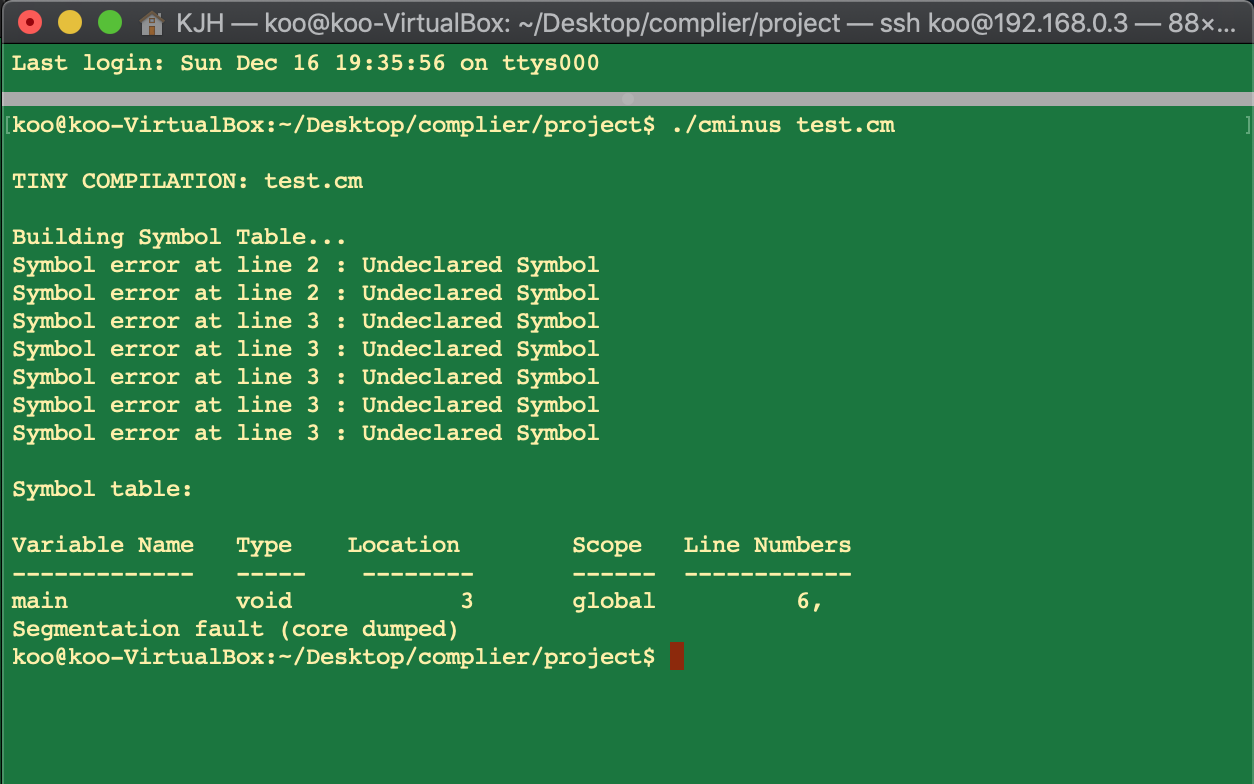 KJH — koo@koo-VirtualBox: ~/Desktop/complier/project — ssh koo@192.168.0.3 — 88×...
Last login: Sun Dec 16 19:35:56 on ttys000
[koo@koo-VirtualBox:~/Desktop/complier/project$ ./cminus test.cm ]
TINY COMPILATION: test.cm
Building Symbol Table...
Symbol error at line 2 : Undeclared Symbol
Symbol error at line 2 : Undeclared Symbol
Symbol error at line 3 : Undeclared Symbol
Symbol error at line 3 : Undeclared Symbol
Symbol error at line 3 : Undeclared Symbol
Symbol error at line 3 : Undeclared Symbol
Symbol error at line 3 : Undeclared Symbol
Symbol table:
Variable Name   Type    Location        Scope   Line Numbers
-------------   -----    --------       ------  ------------
main            void            3       global          6,
Segmentation fault (core dumped)
koo@koo-VirtualBox:~/Desktop/complier/project$